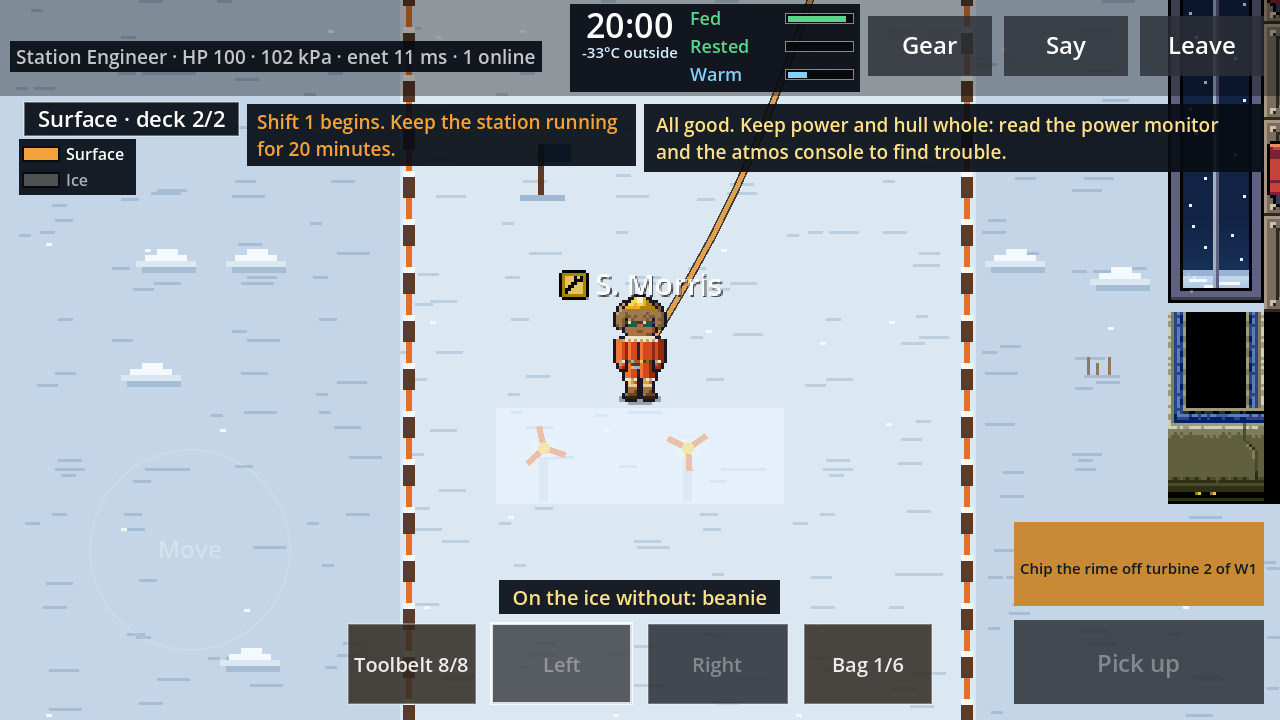 20:00
-33°C outside
Fed
Rested
Warm
Gear
Say
Leave
Station Engineer · HP 100 · 102 kPa · enet 11 ms · 1 online
Surface · deck 2/2
Surface
Ice
Shift 1 begins. Keep the station running
for 20 minutes.
All good. Keep power and hull whole: read the power monitor
and the atmos console to find trouble.
S. Morris
Move
Chip the rime off turbine 2 of W1
On the ice without: beanie
Toolbelt 8/8
Left
Right
Bag 1/6
Pick up